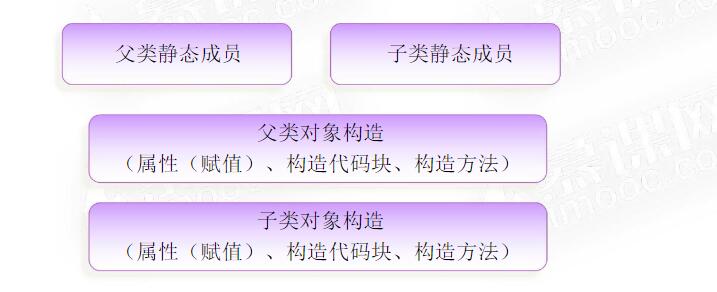 父类静态成员
子类静态成员
父类对象构造
（属性（赋值）、构造代码块、构造方法）
子类对象构造
（属性（赋值）、构造代码块、构造方法）